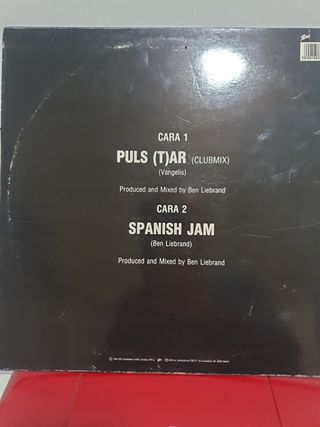 CARA 1
PULS (T)AR (CLUBMIX)
(Vangelis)
Produced and Mixed by Ben Liebrand
CARA 2
SPANISH JAM
(Ben Liebrand)
Produced and Mixed by Ben Liebrand